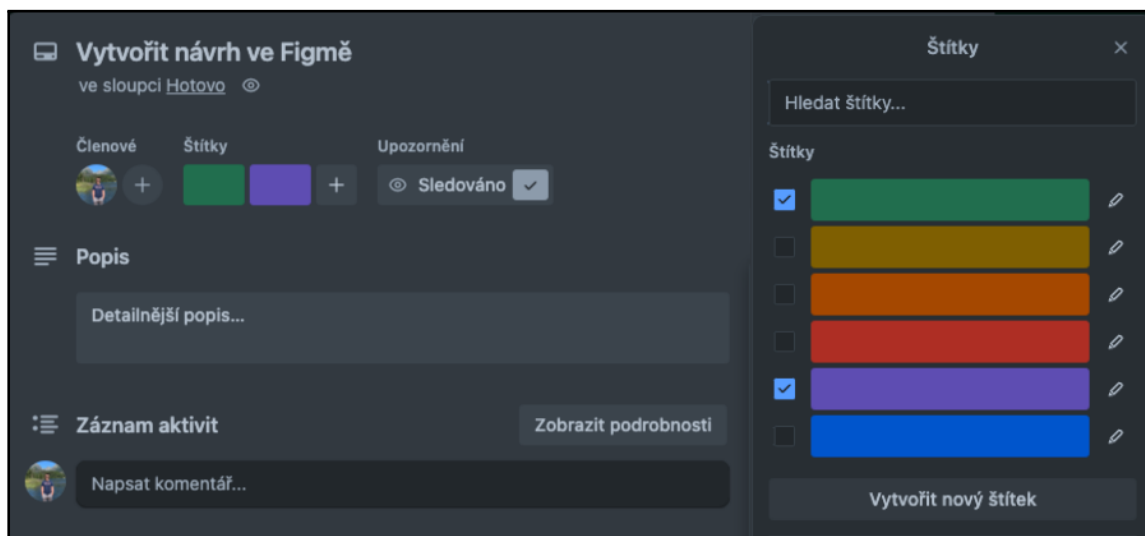 Vytvořit návrh ve Figmě
ve sloupci Hotovo
Členové Štítky Upozornění
Sledováno
Popis
Detailnější popis...
Záznam aktivit Zobrazit podrobnosti
Napsat komentář...
Štítky
Hledat štítky...
Štítky
Vytvořit nový štítek